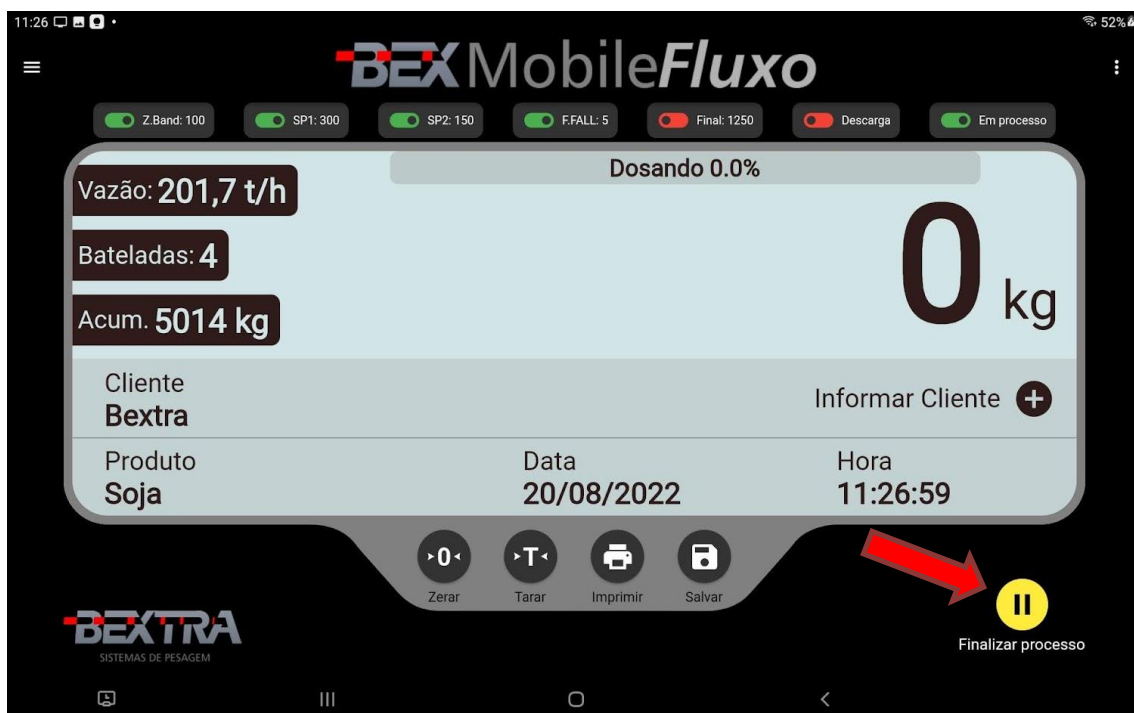 11:26
52%
BEX MobileFluxo
Z.Band: 100 SP1: 300 SP2: 150 F.FALL: 5 Final: 1250 Descarga Em processo
Dosando 0.0%
Vazão: 201,7 t/h
Bateladas: 4
Acum. 5014 kg
0 kg
Cliente
Bextra
Informar Cliente
Produto
Soja
Data
20/08/2022
Hora
11:26:59
0
T
Zerar Tarar Imprimir Salvar
BEXTRA
SISTEMAS DE PESAGEM
Finalizar processo